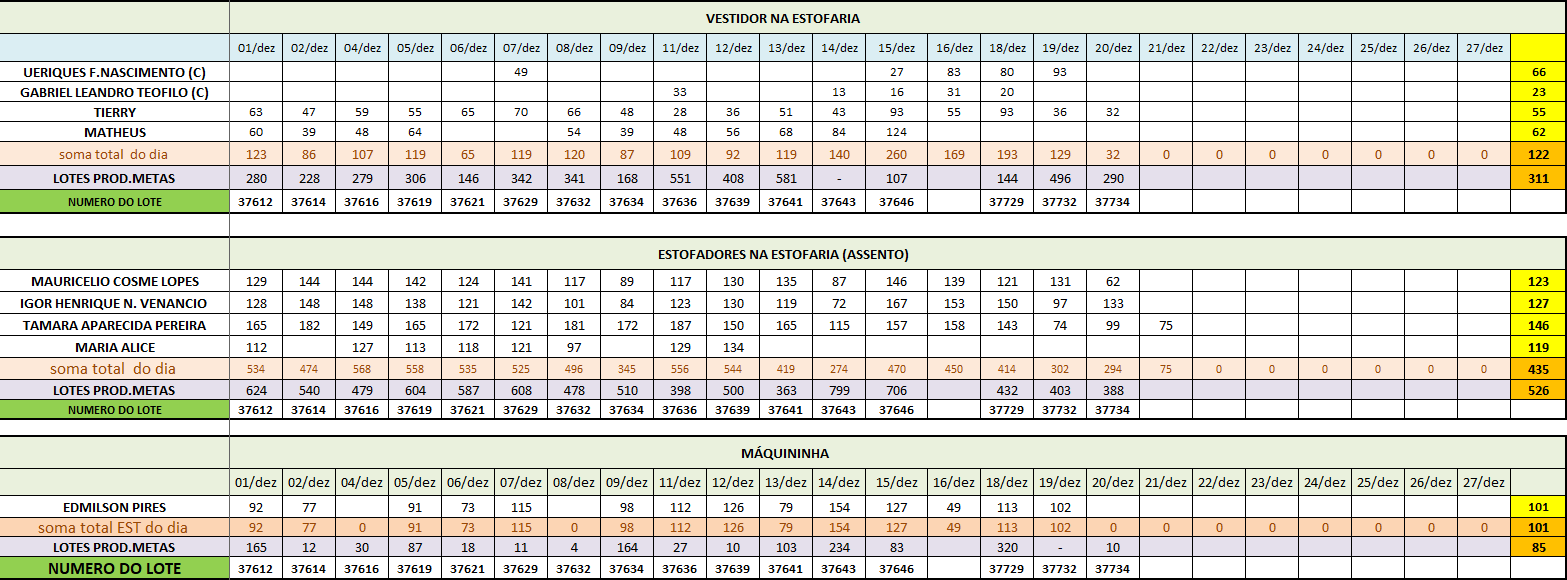 VESTIDOR NA ESTOFARIA
01/dez 02/dez 04/dez 05/dez 06/dez 07/dez 08/dez 09/dez 11/dez 12/dez 13/dez 14/dez 15/dez 16/dez 18/dez 19/dez 20/dez 21/dez 22/dez 23/dez 24/dez 25/dez 26/dez 27/dez
UERIQUES F.NASCIMENTO (C) 49 27 83 80 93 66
GABRIEL LEANDRO TEOFILO (C) 33 13 16 31 20 23
TIERRY 63 47 59 55 65 70 66 48 28 36 51 43 93 55 93 36 32 55
MATHEUS 60 39 48 64 54 39 48 56 68 84 124 62
soma total do dia 123 86 107 119 65 119 120 87 109 92 119 140 260 169 193 129 32 0 0 0 0 0 0 0 122
LOTES PROD.METAS 280 228 279 306 146 342 341 168 551 408 581 - 107 144 496 290 311
NUMERO DO LOTE 37612 37614 37616 37619 37621 37629 37632 37634 37636 37639 37641 37643 37646 37729 37732 37734
ESTOFADORES NA ESTOFARIA (ASSENTO)
MAURICELIO COSME LOPES 129 144 144 142 124 141 117 89 117 130 135 87 146 139 121 131 62 123
IGOR HENRIQUE N. VENANCIO 128 148 148 138 121 142 101 84 123 130 119 72 167 153 150 97 133 127
TAMARA APARECIDA PEREIRA 165 182 149 165 172 121 181 172 187 150 165 115 157 158 143 74 99 75 146
MARIA ALICE 112 127 113 118 121 97 129 134 119
soma total do dia 534 474 568 558 535 525 496 345 556 544 419 274 470 450 414 302 294 75 0 0 0 0 0 0 435
LOTES PROD.METAS 624 540 479 604 587 608 478 510 398 500 363 799 706 432 403 388 526
NUMERO DO LOTE 37612 37614 37616 37619 37621 37629 37632 37634 37636 37639 37641 37643 37646 37729 37732 37734
MÁQUININHA
01/dez 02/dez 04/dez 05/dez 06/dez 07/dez 08/dez 09/dez 11/dez 12/dez 13/dez 14/dez 15/dez 16/dez 18/dez 19/dez 20/dez 21/dez 22/dez 23/dez 24/dez 25/dez 26/dez 27/dez
EDMILSON PIRES 92 77 91 73 115 98 112 126 79 154 127 49 113 102 101
soma total EST do dia 92 77 0 91 73 115 0 98 112 126 79 154 127 49 113 102 0 0 0 0 0 0 0 0 101
LOTES PROD.METAS 165 12 30 87 18 11 4 164 27 10 103 234 83 320 - 10 85
NUMERO DO LOTE 37612 37614 37616 37619 37621 37629 37632 37634 37636 37639 37641 37643 37646 37729 37732 37734